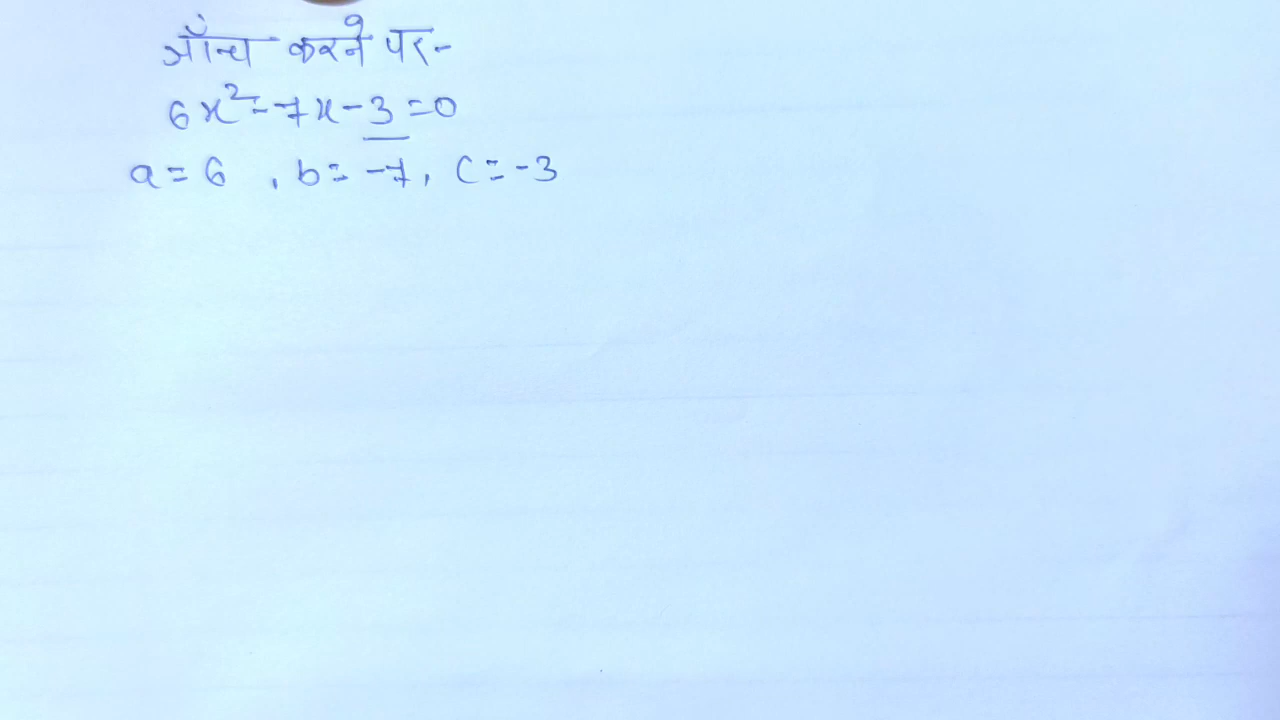 जाँच करने पर-
6x²=-7x-3=0
a=6 , b=-7, c=-3